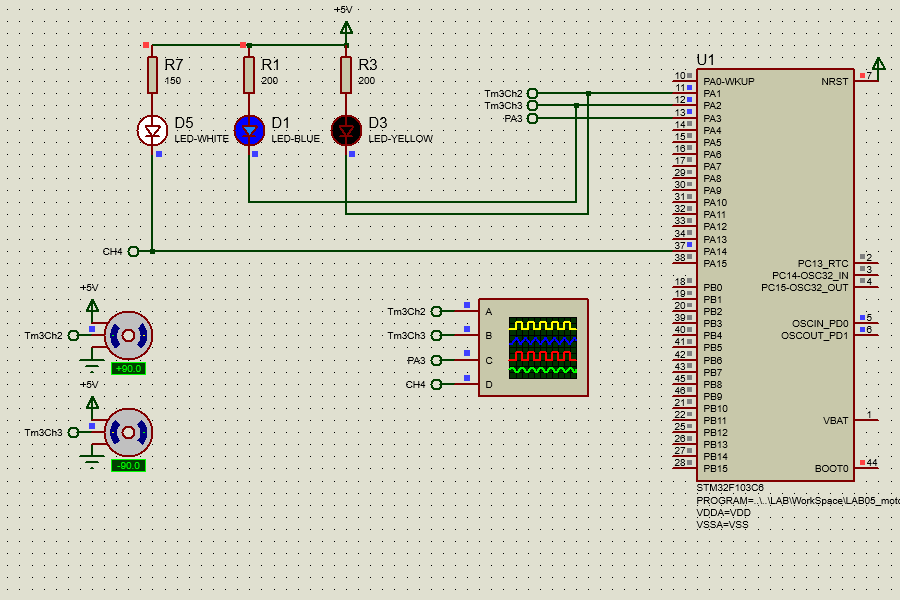 +5V
R7
150
R1
200
R3
200
D5
LED-WHITE
D1
LED-BLUE
D3
LED-YELLOW
Tm3Ch2
Tm3Ch3
PA3
CH4
U1
10 PA0-WKUP
11 PA1
12 PA2
13 PA3
14 PA4
15 PA5
16 PA6
17 PA7
29 PA8
30 PA9
31 PA10
32 PA11
33 PA12
34 PA13
37 PA14
38 PA15
18 PB0
19 PB1
20 PB2
39 PB3
40 PB4
41 PB5
42 PB6
43 PB7
45 PB8
46 PB9
21 PB10
22 PB11
25 PB12
26 PB13
27 PB14
28 PB15
NRST 7
PC13_RTC 2
PC14-OSC32_IN 3
PC15-OSC32_OUT 4
OSCIN_PD0 5
OSCOUT_PD1 6
VBAT 1
BOOT0 44
STM32F103C6
PROGRAM=..\..\LAB\WorkSpace\LAB05_moto
VDDA=VDD
VSSA=VSS
+5V
Tm3Ch2
+90.0
+5V
Tm3Ch3
-90.0
Tm3Ch2 A
Tm3Ch3 B
PA3 C
CH4 D